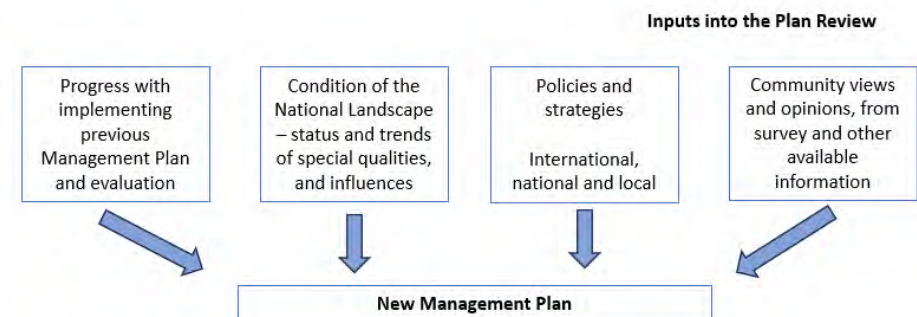 Inputs into the Plan Review
Progress with
implementing
previous
Management Plan
and evaluation
Condition of the
National Landscape
– status and trends
of special qualities,
and influences
Policies and
strategies
International,
national and local
Community views
and opinions, from
survey and other
available
information
New Management Plan